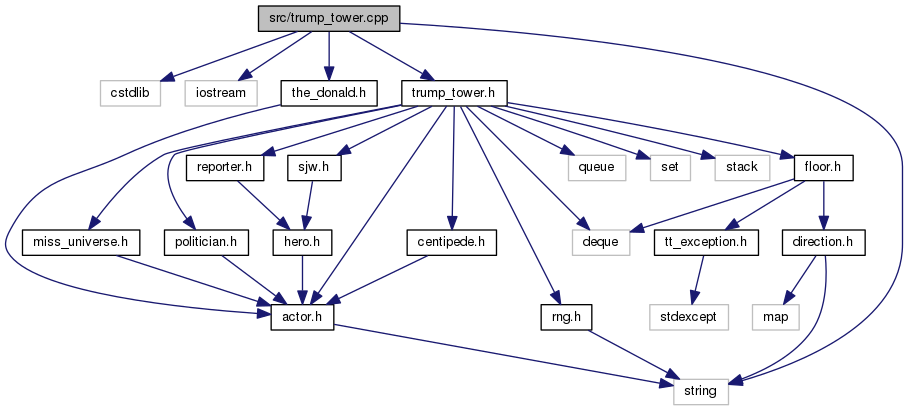 src/trump_tower.cpp
cstdlib
iostream
the_donald.h
trump_tower.h
reporter.h
sjw.h
queue
set
stack
floor.h
miss_universe.h
politician.h
hero.h
centipede.h
deque
tt_exception.h
direction.h
actor.h
rng.h
stdexcept
map
string